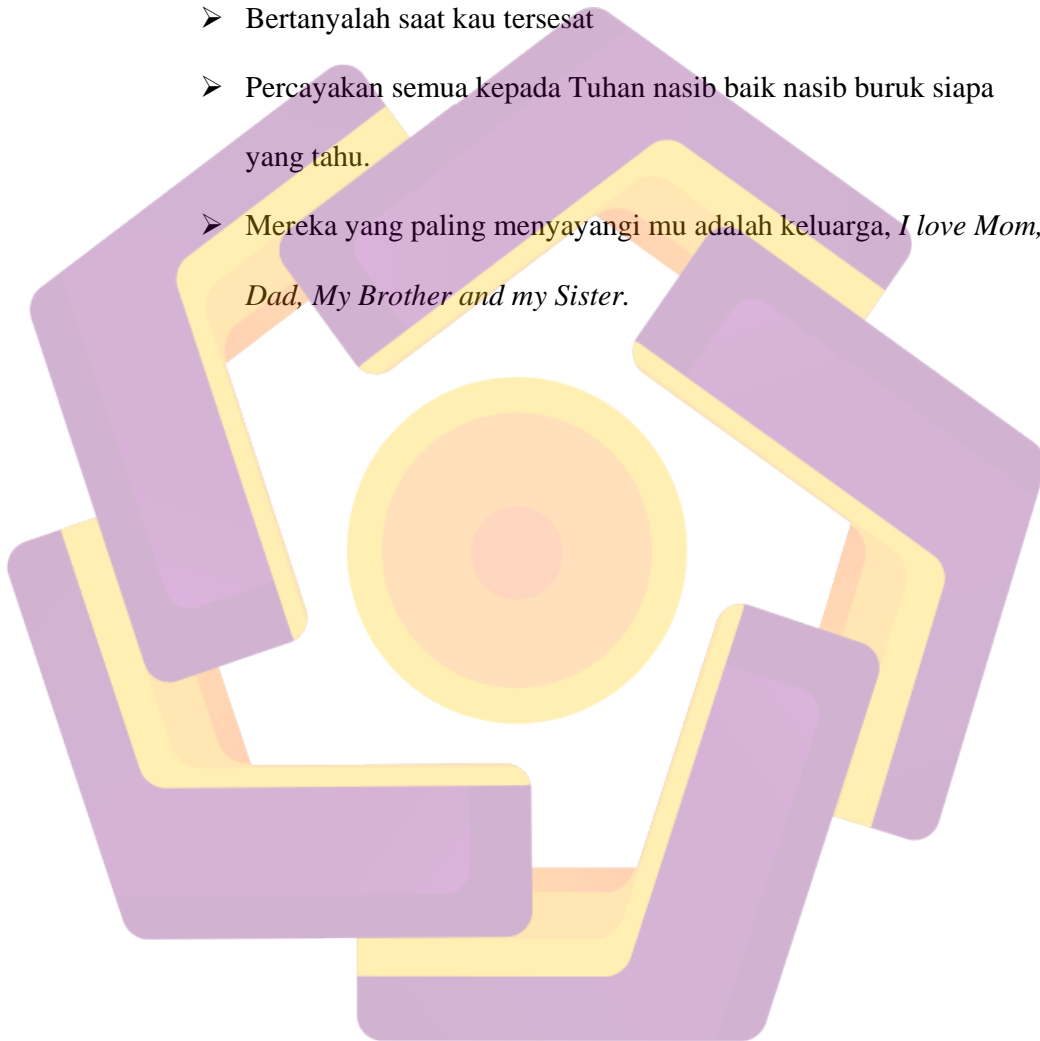 ➢ Bertanyalah saat kau tersesat
➢ Percayakan semua kepada Tuhan nasib baik nasib buruk siapa
yang tahu.
➢ Mereka yang paling menyayangi mu adalah keluarga, I love Mom,
Dad, My Brother and my Sister.